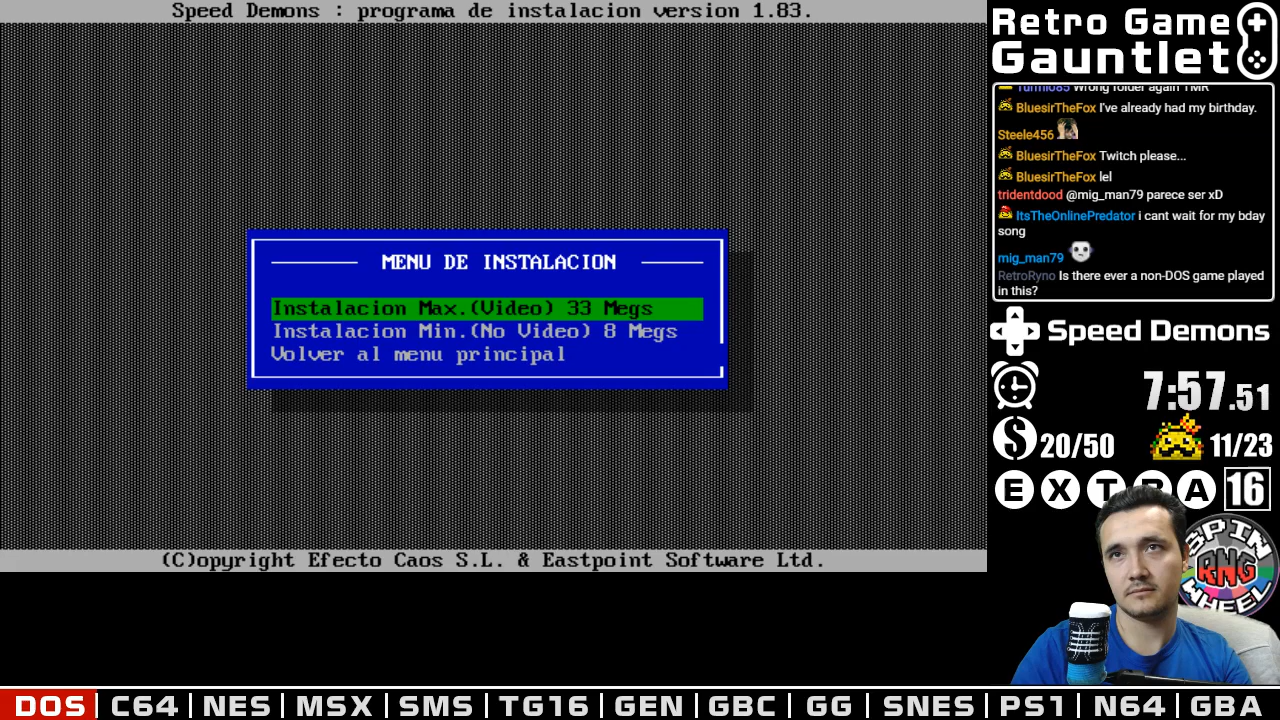 Speed Demons : programa de instalacion version 1.83.
MENU DE INSTALACION
Instalacion Max.(Video) 33 Megs
Instalacion Min.(No Video) 8 Megs
Volver al menu principal
(C)opyright Efecto Caos S.L. & Eastpoint Software Ltd.
Retro Game
Gauntlet
Wrong folder again TMR
BluesirTheFox I've already had my birthday.
Steele456
BluesirTheFox Twitch please...
BluesirTheFox lel
tridentdood @mig_man79 parece ser xD
ItsTheOnlinePredator i cant wait for my bday
song
mig_man79
RetroRyno Is there ever a non-DOS game played
in this?
Speed Demons
7:57.51
$ 20/50 11/23
E X T R A 16
SPIN
RNG
WHEEL
DOS | C64 | NES | MSX | SMS | TG16 | GEN | GBC | GG | SNES | PS1 | N64 | GBA